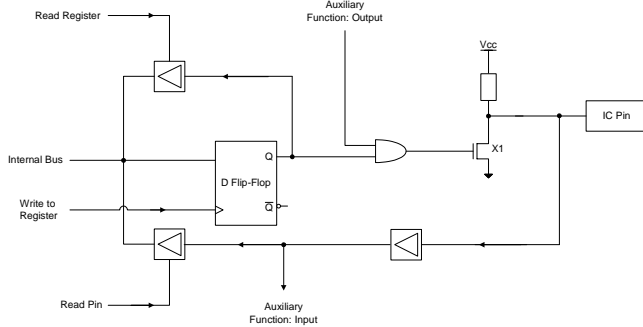 Read Register
Auxiliary
Function: Output
Vcc
IC Pin
X1
Internal Bus
Q
D Flip-Flop
Q
Write to
Register
Read Pin
Auxiliary
Function: Input